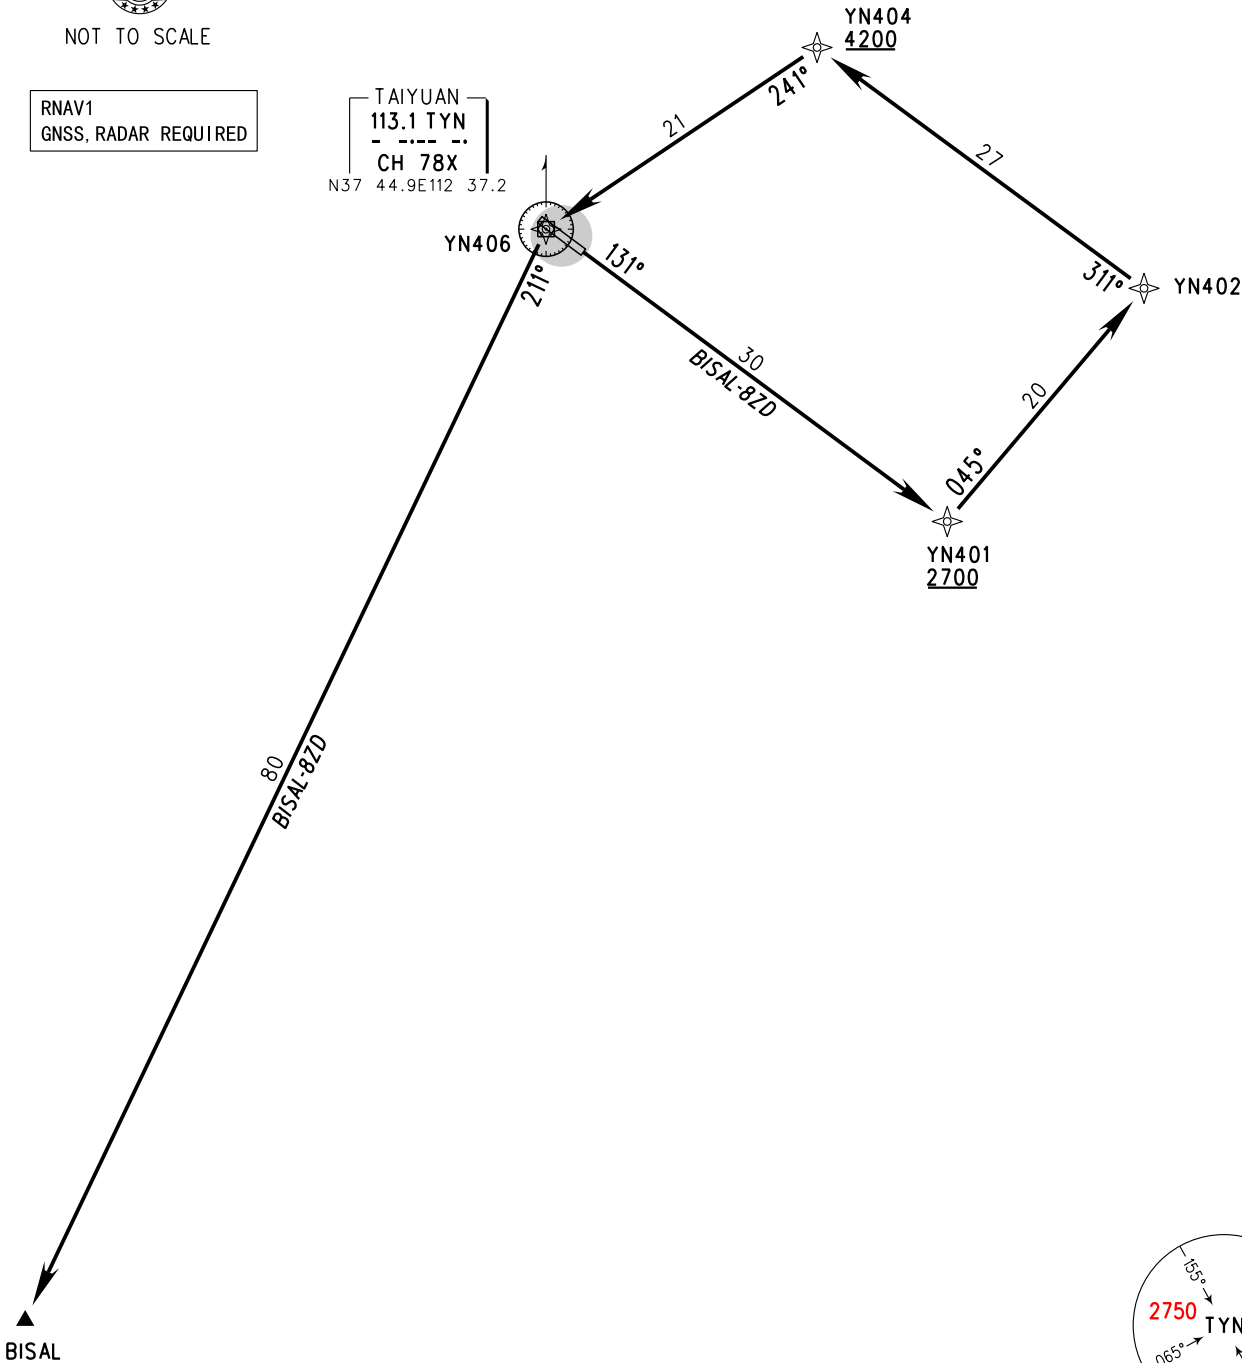 NOT TO SCALE
RNAV1
GNSS, RADAR REQUIRED
TAIYUAN
113.1 TYN
CH 78X
N37 44.9E112 37.2
YN404
4200
241°
21
27
311°
YN402
YN406
131°
211°
30
BISAL-8ZD
20
045°
YN401
2700
80
BISAL-8ZD
BISAL
155°
2750
TYN
065°